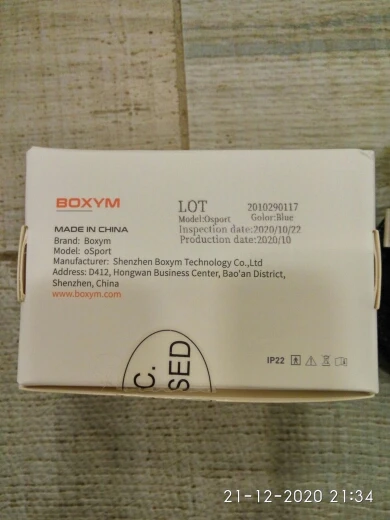 BOXYM
MADE IN CHINA
Brand: Boxym
Model: oSport
Manufacturer: Shenzhen Boxym Technology Co.,Ltd
Address: D412, Hongwan Business Center, Bao'an District,
Shenzhen, China
www.boxym.com
LOT 2010290117
Model:Osport Golor:Blue
Inspection date:2020/10/22
Production date:2020/10
C.
SED
IP22
21-12-2020 21:34